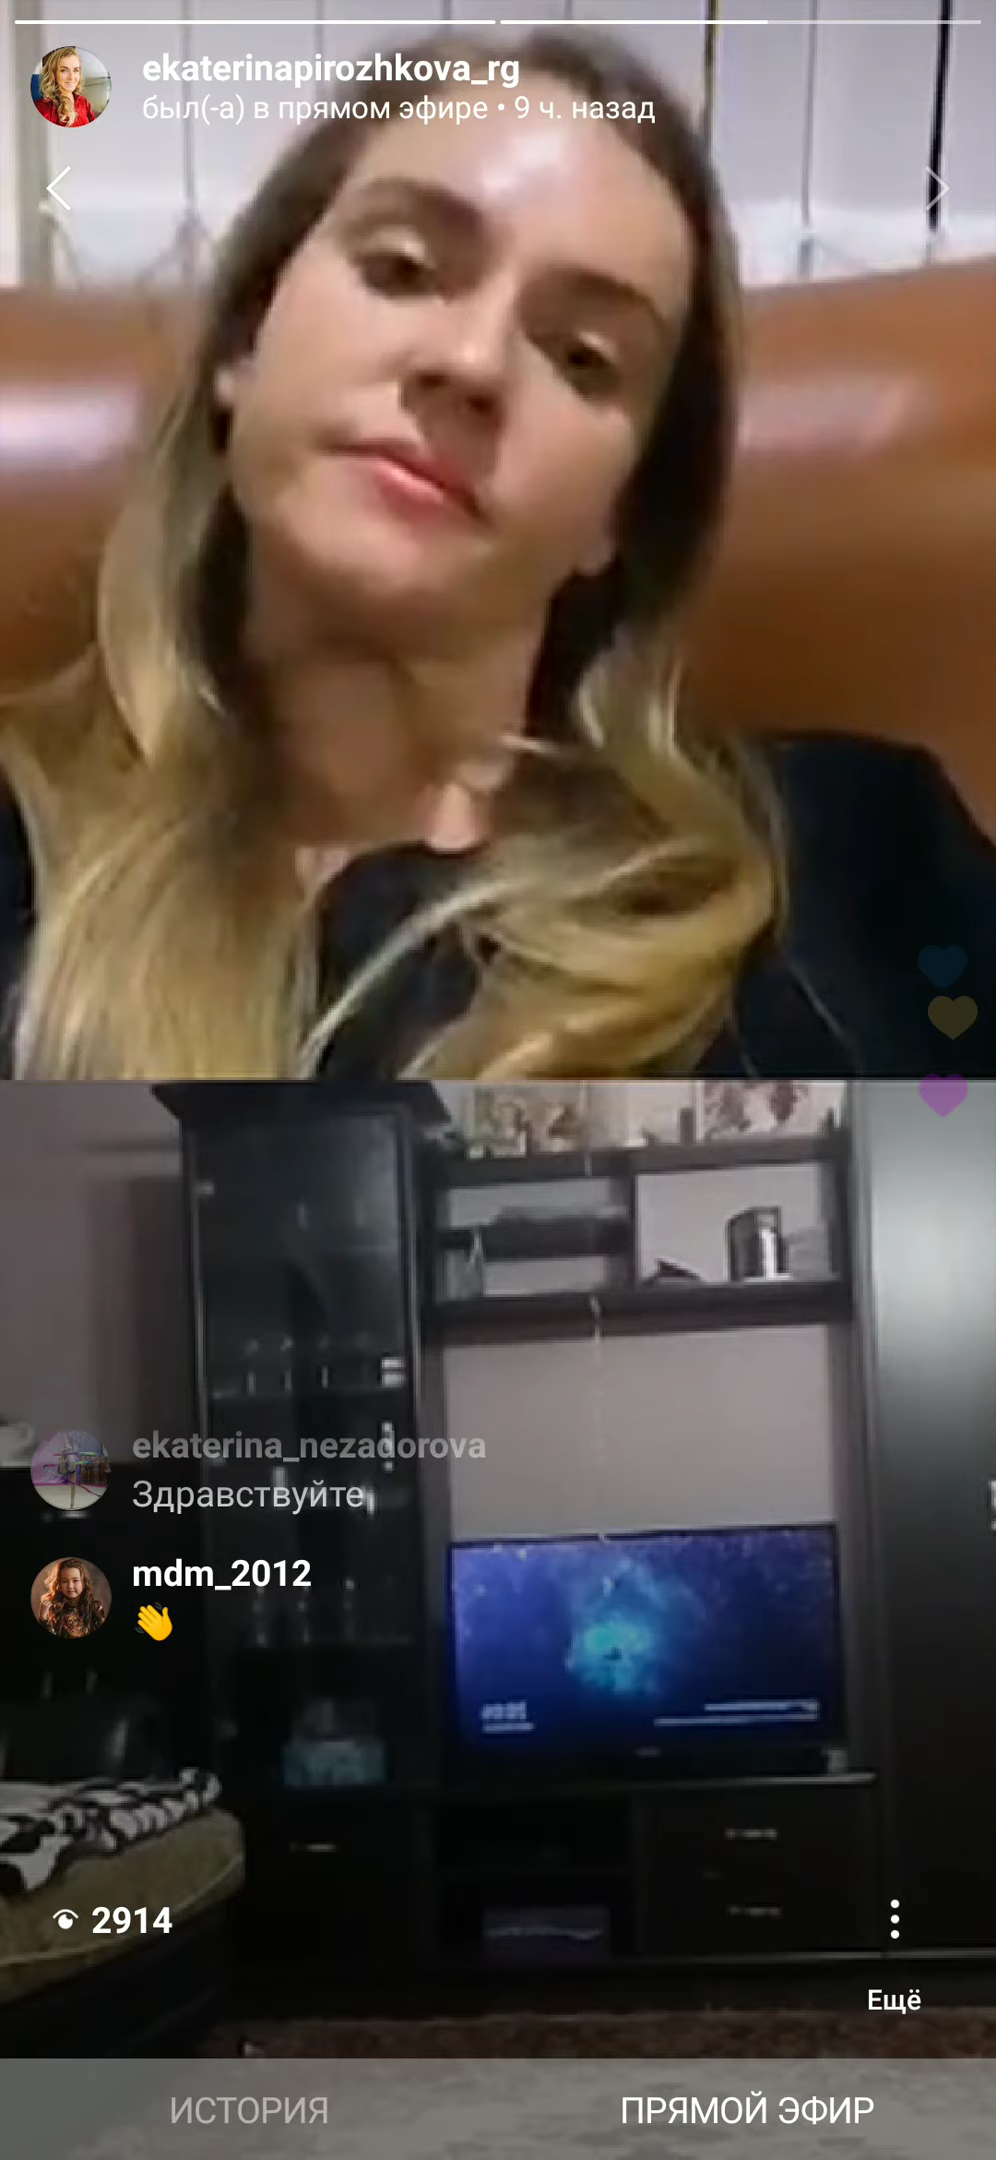 ekaterinapirozhkova_rg
был(-а) в прямом эфире • 9 ч. назад
ekaterina_nezadorova
Здравствуйте,
mdm_2012
👋
2914
Ещё
ИСТОРИЯ
ПРЯМОЙ ЭФИР